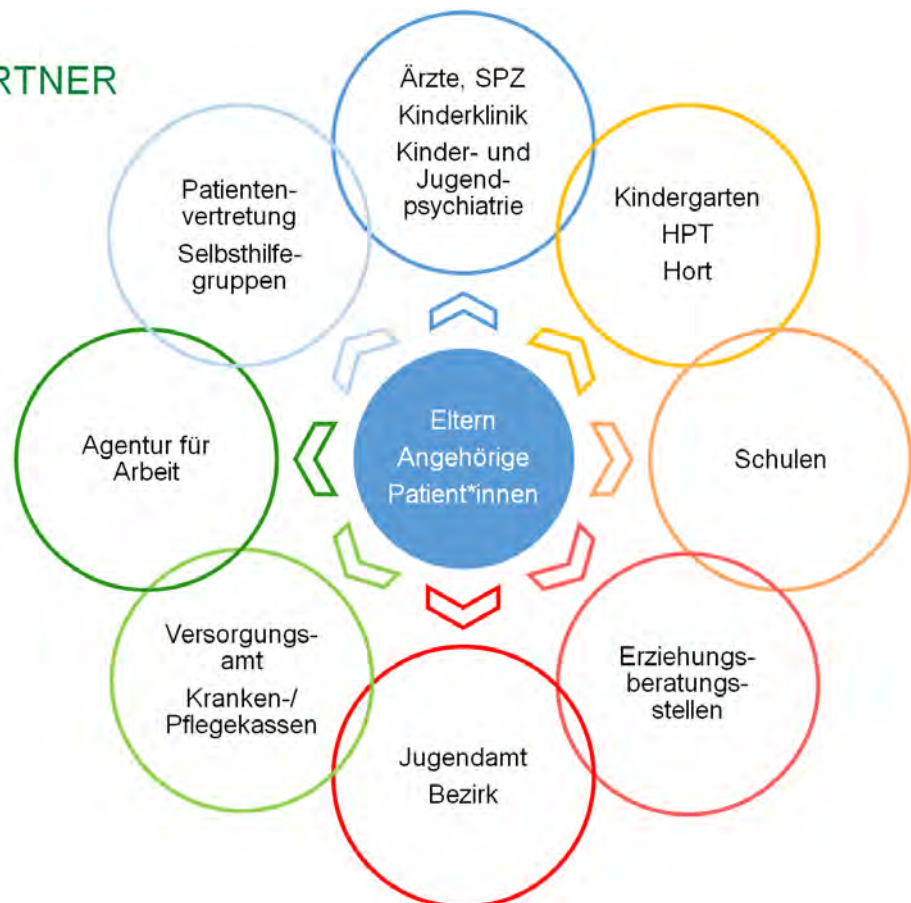 Ärzte, SPZ
Kinderklinik
Kinder- und
Jugend-
psychiatrie
Kindergarten
HPT
Hort
Schulen
Erziehungs-
beratungs-
stellen
Jugendamt
Bezirk
Versorgungs-
amt
Kranken-/
Pflegekassen
Agentur für
Arbeit
Patienten-
vertretung
Selbsthilfe-
gruppen
Eltern
Angehörige
Patient*innen